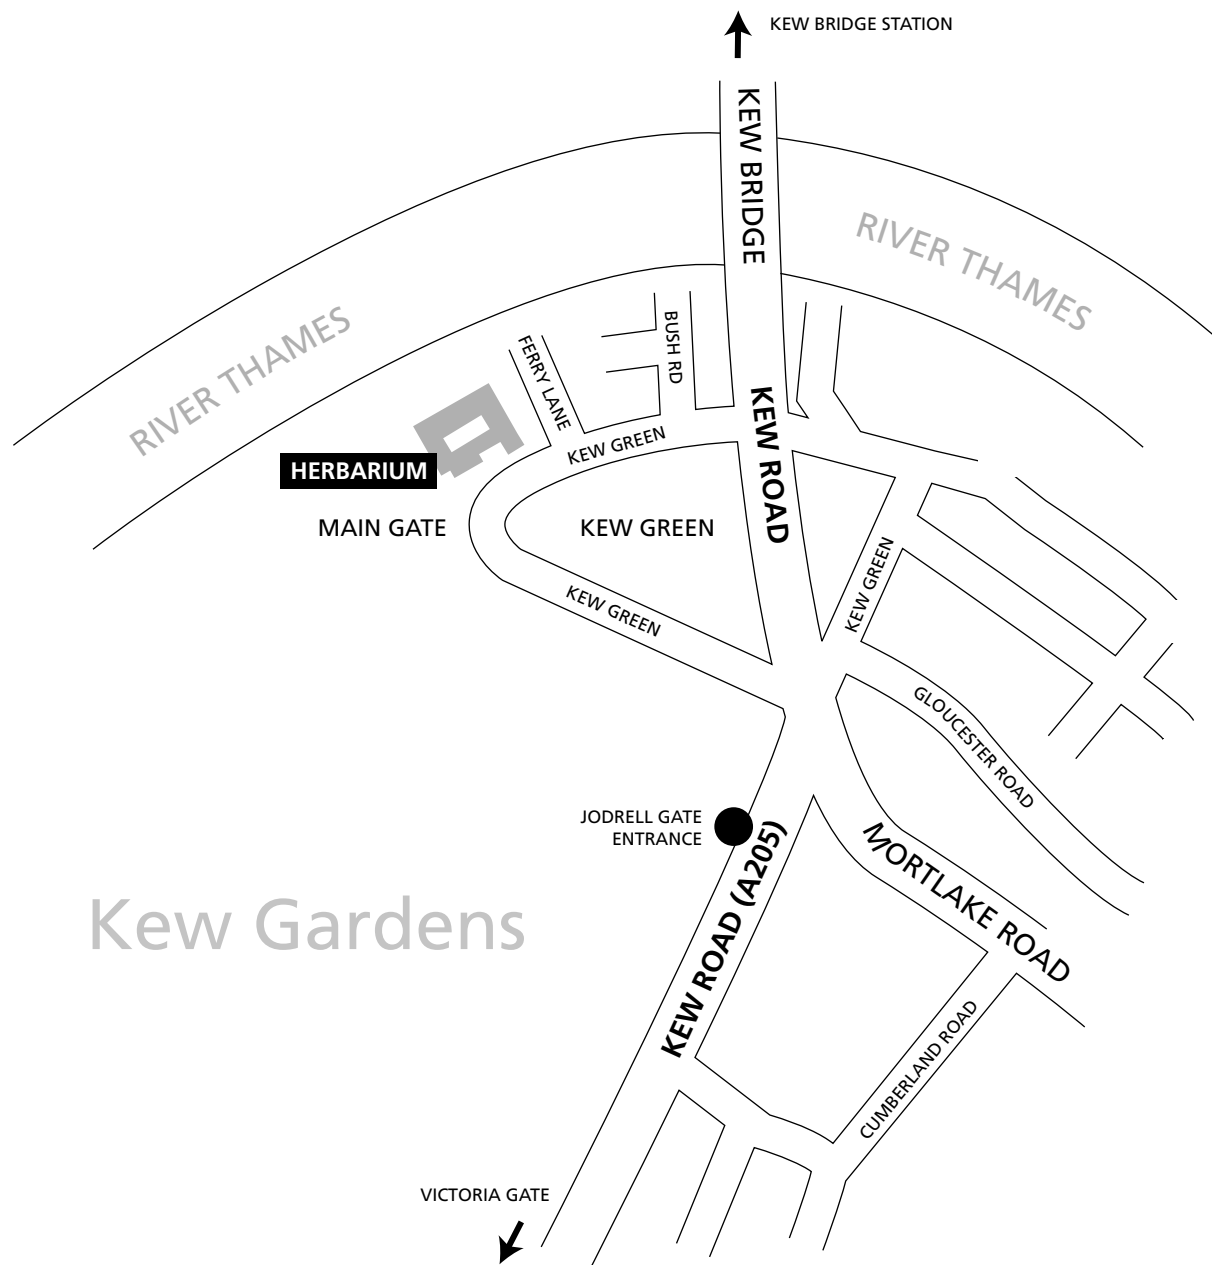 KEW BRIDGE STATION
KEW BRIDGE
RIVER THAMES
RIVER THAMES
BUSH RD
FERRY LANE
KEW GREEN
KEW ROAD
HERBARIUM
MAIN GATE
KEW GREEN
KEW GREEN
KEW GREEN
GLOUCESTER ROAD
JODRELL GATE
ENTRANCE
KEW ROAD (A205)
MORTLAKE ROAD
Kew Gardens
CUMBERLAND ROAD
VICTORIA GATE